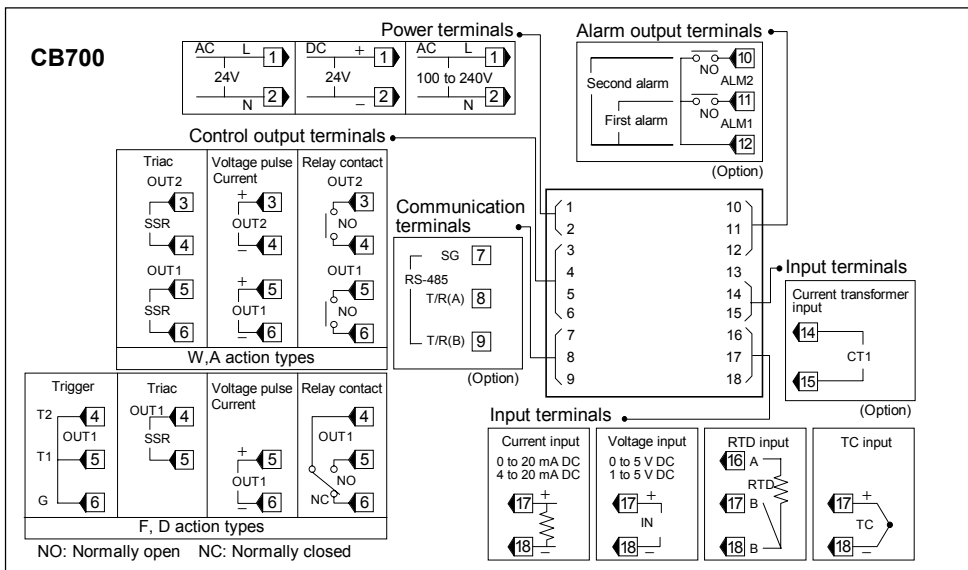 CB700
Power terminals
AC L 1
24V
N 2
DC + 1
24V
– 2
AC L 1
100 to 240V
N 2
Alarm output terminals
Second alarm
First alarm
NO
10
ALM2
NO
11
ALM1
12
(Option)
Control output terminals
Triac
OUT2
3
SSR
4
OUT1
5
SSR
6
Voltage pulse
Current
+ 3
OUT2
– 4
+ 5
OUT1
– 6
Relay contact
OUT2
3
NO
4
OUT1
5
NO
6
W,A action types
Communication
terminals
SG 7
RS-485
T/R(A) 8
T/R(B) 9
(Option)
1
2
3
4
5
6
7
8
9
10
11
12
13
14
15
16
17
18
Input terminals
Current transformer
input
14
CT1
15
(Option)
Trigger
T2 4
OUT1
T1 5
G 6
Triac
OUT1 4
SSR
5
Voltage pulse
Current
+ 5
OUT1
– 6
Relay contact
4
OUT1
5
NO
NC 6
F, D action types
NO: Normally open NC: Normally closed
Input terminals
Current input
0 to 20 mA DC
4 to 20 mA DC
17 +
18 –
Voltage input
0 to 5 V DC
1 to 5 V DC
17 +
IN
18 –
RTD input
16 A
RTD
17 B
18 B
TC input
17 +
TC
18 –